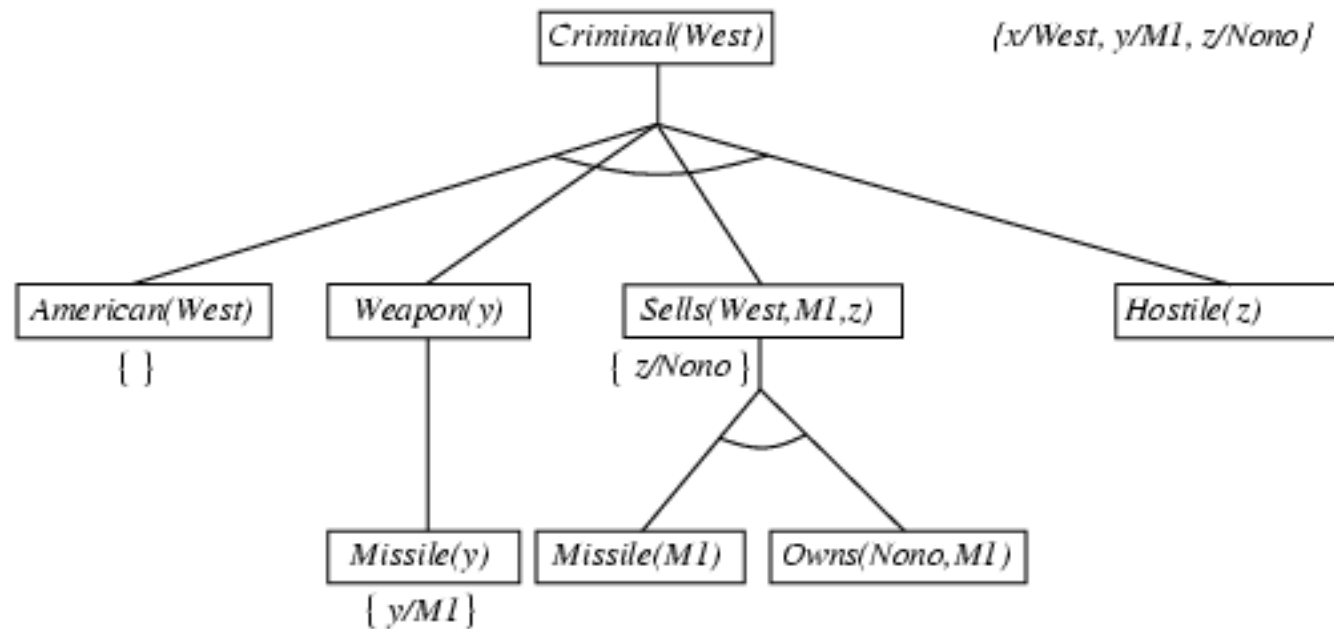 Criminal(West)
{x/West, y/M1, z/Nono}
American(West)
Weapon(y)
Sells(West,M1,z)
Hostile(z)
{ }
{ z/Nono }
Missile(y)
Missile(M1)
Owns(Nono,M1)
{ y/M1 }